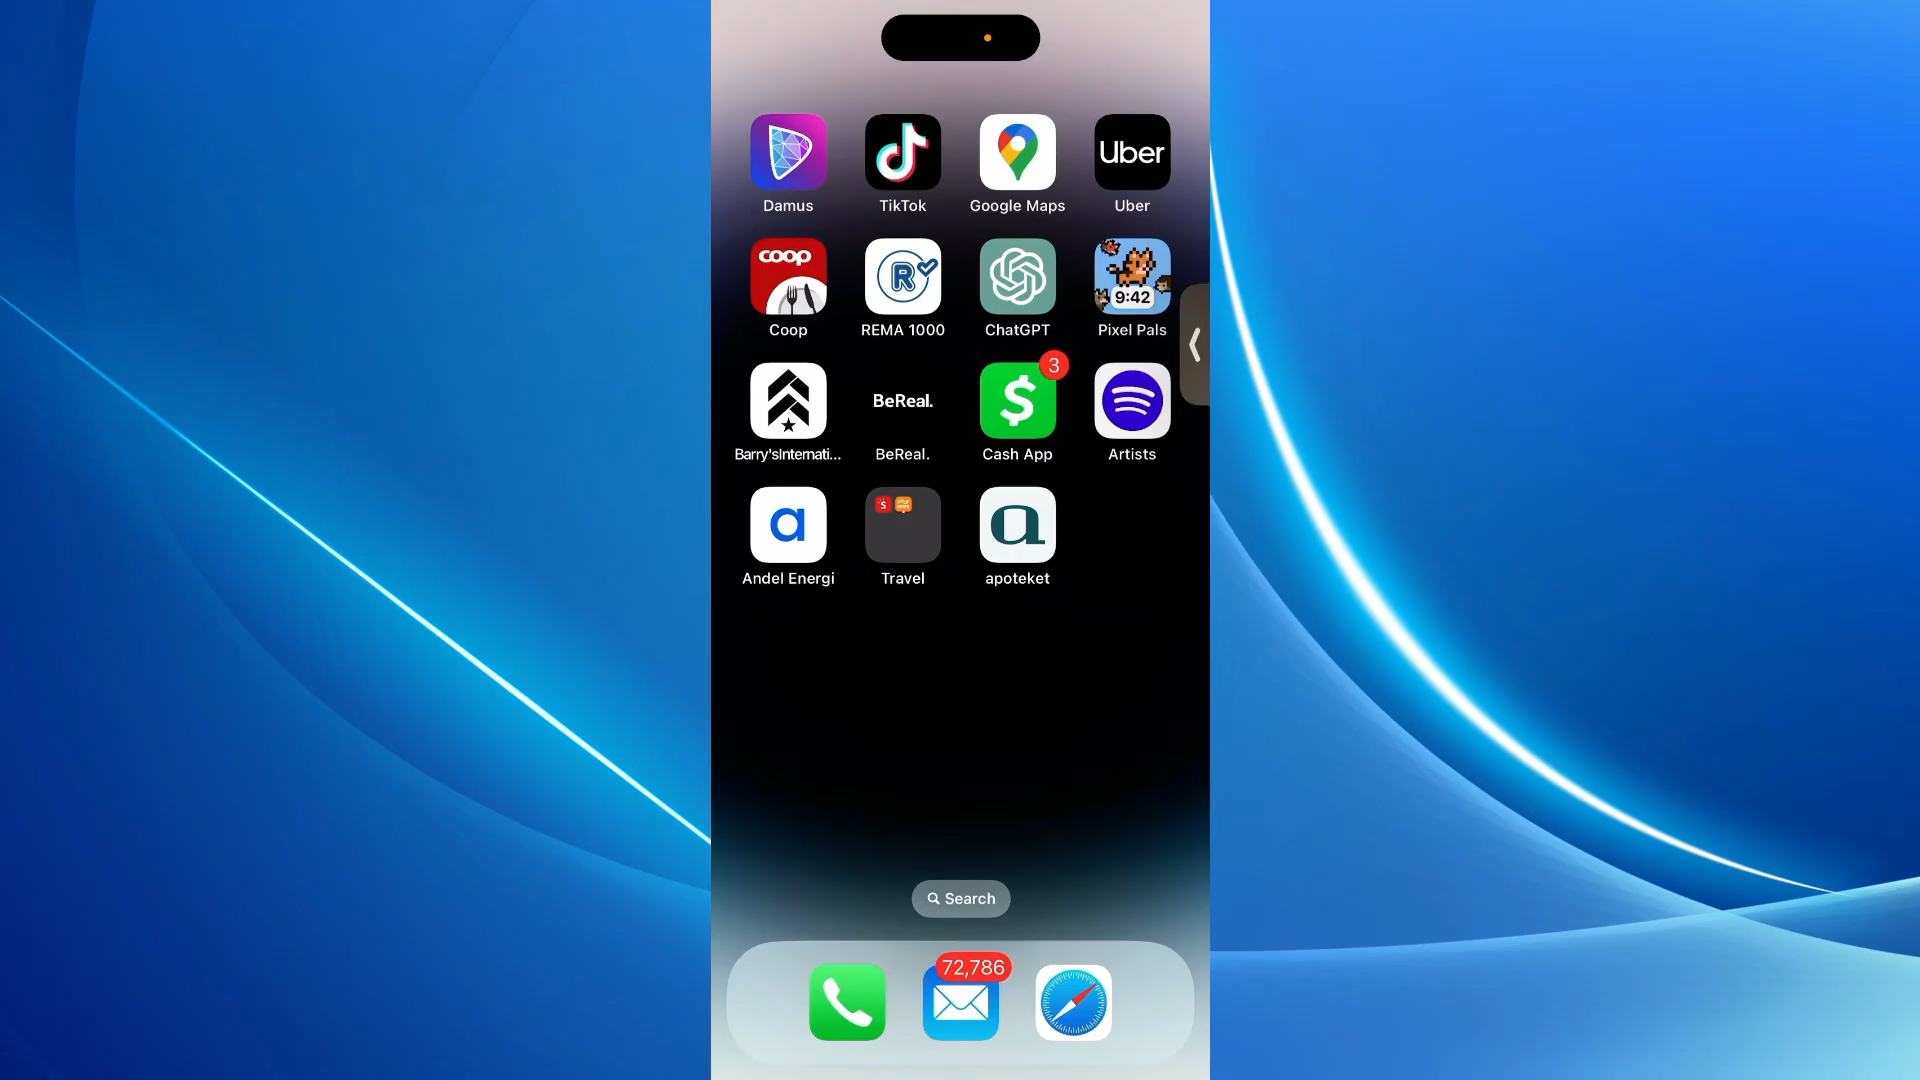 Uber
Damus
TikTok
Google Maps
Uber
coop
R
9:42
Coop
REMA 1000
ChatGPT
Pixel Pals
BeReal.
$
3
Barry'sInternati...
BeReal.
Cash App
Artists
a
S
a
Andel Energi
Travel
apoteket
Search
72,786